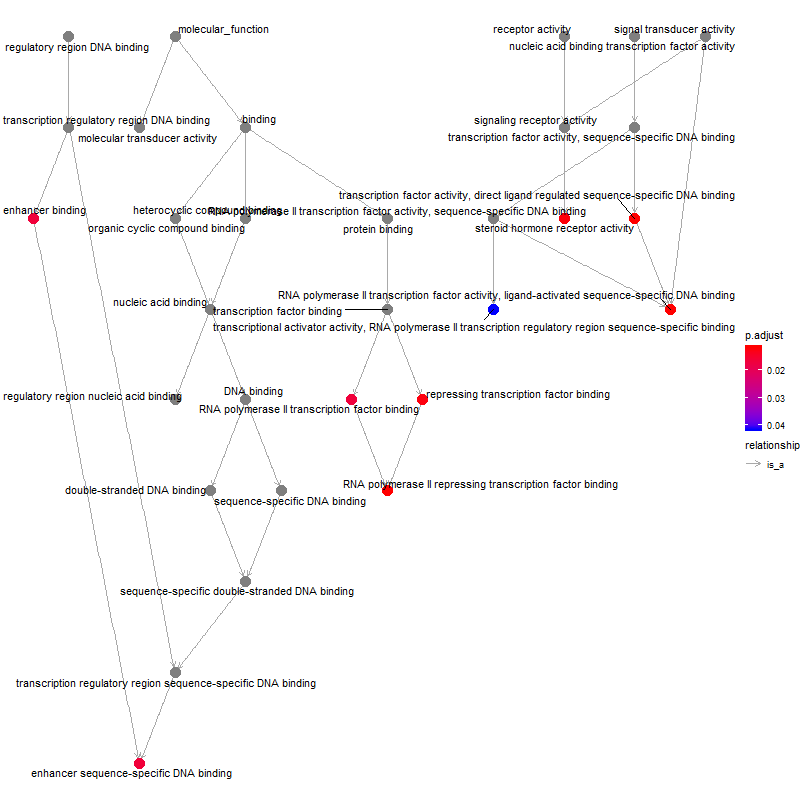 molecular_function
receptor activity
signal transducer activity
regulatory region DNA binding
nucleic acid binding transcription factor activity
transcription regulatory region DNA binding
binding
signaling receptor activity
molecular transducer activity
transcription factor activity, sequence-specific DNA binding
transcription factor activity, direct ligand regulated sequence-specific DNA binding
enhancer binding
heterocyclic compound binding
RNA polymerase II transcription factor activity, sequence-specific DNA binding
organic cyclic compound binding
protein binding
steroid hormone receptor activity
RNA polymerase II transcription factor activity, ligand-activated sequence-specific DNA binding
nucleic acid binding
transcription factor binding
transcriptional activator activity, RNA polymerase II transcription regulatory region sequence-specific binding
p.adjust
0.02
0.03
0.04
relationship
is_a
regulatory region nucleic acid binding
DNA binding
repressing transcription factor binding
RNA polymerase II transcription factor binding
double-stranded DNA binding
RNA polymerase II repressing transcription factor binding
sequence-specific DNA binding
sequence-specific double-stranded DNA binding
transcription regulatory region sequence-specific DNA binding
enhancer sequence-specific DNA binding